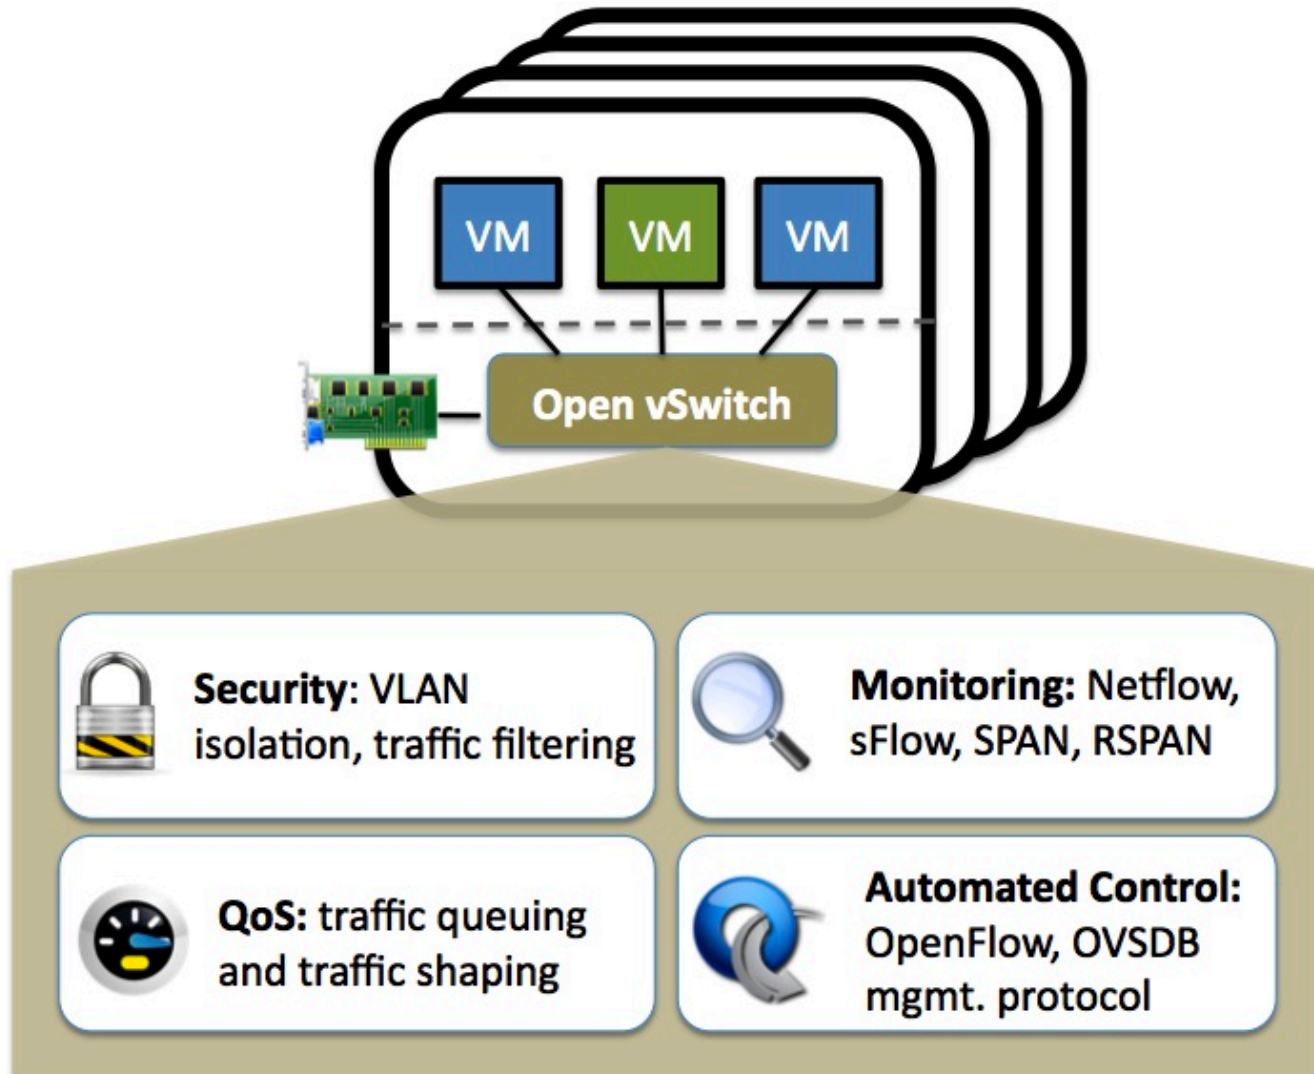 VM VM VM
Open vSwitch
Security: VLAN
isolation, traffic filtering
Monitoring: Netflow,
sFlow, SPAN, RSPAN
QoS: traffic queuing
and traffic shaping
Automated Control:
OpenFlow, OVSDB
mgmt. protocol